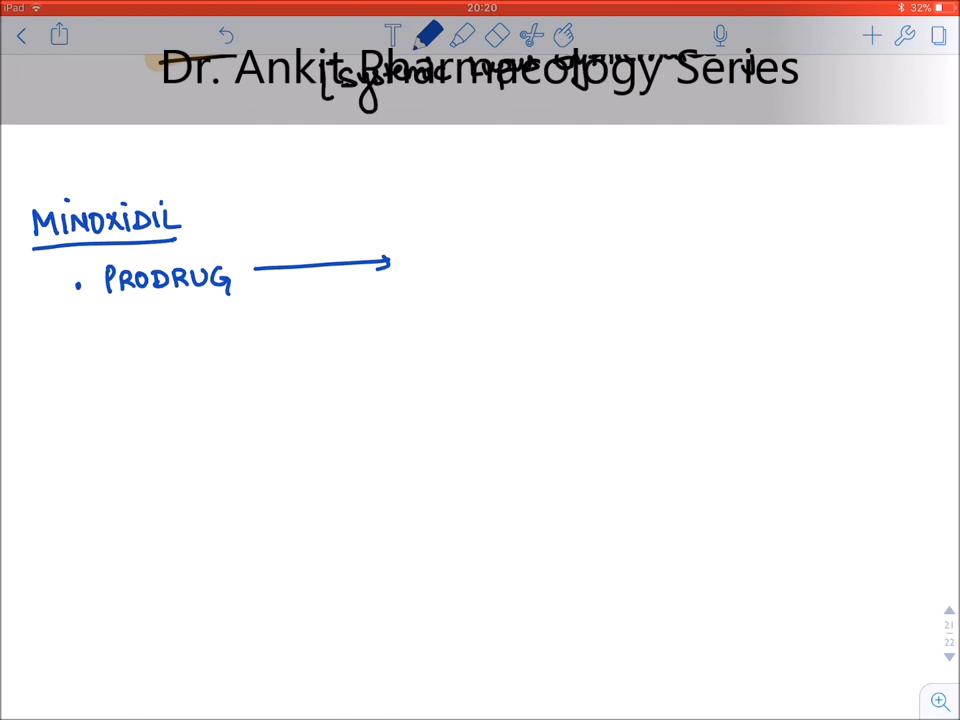 iPad 20:20 32%
Dr. Ankit Pharmacology Series
MINOXIDIL
. PRODRUG
21
22